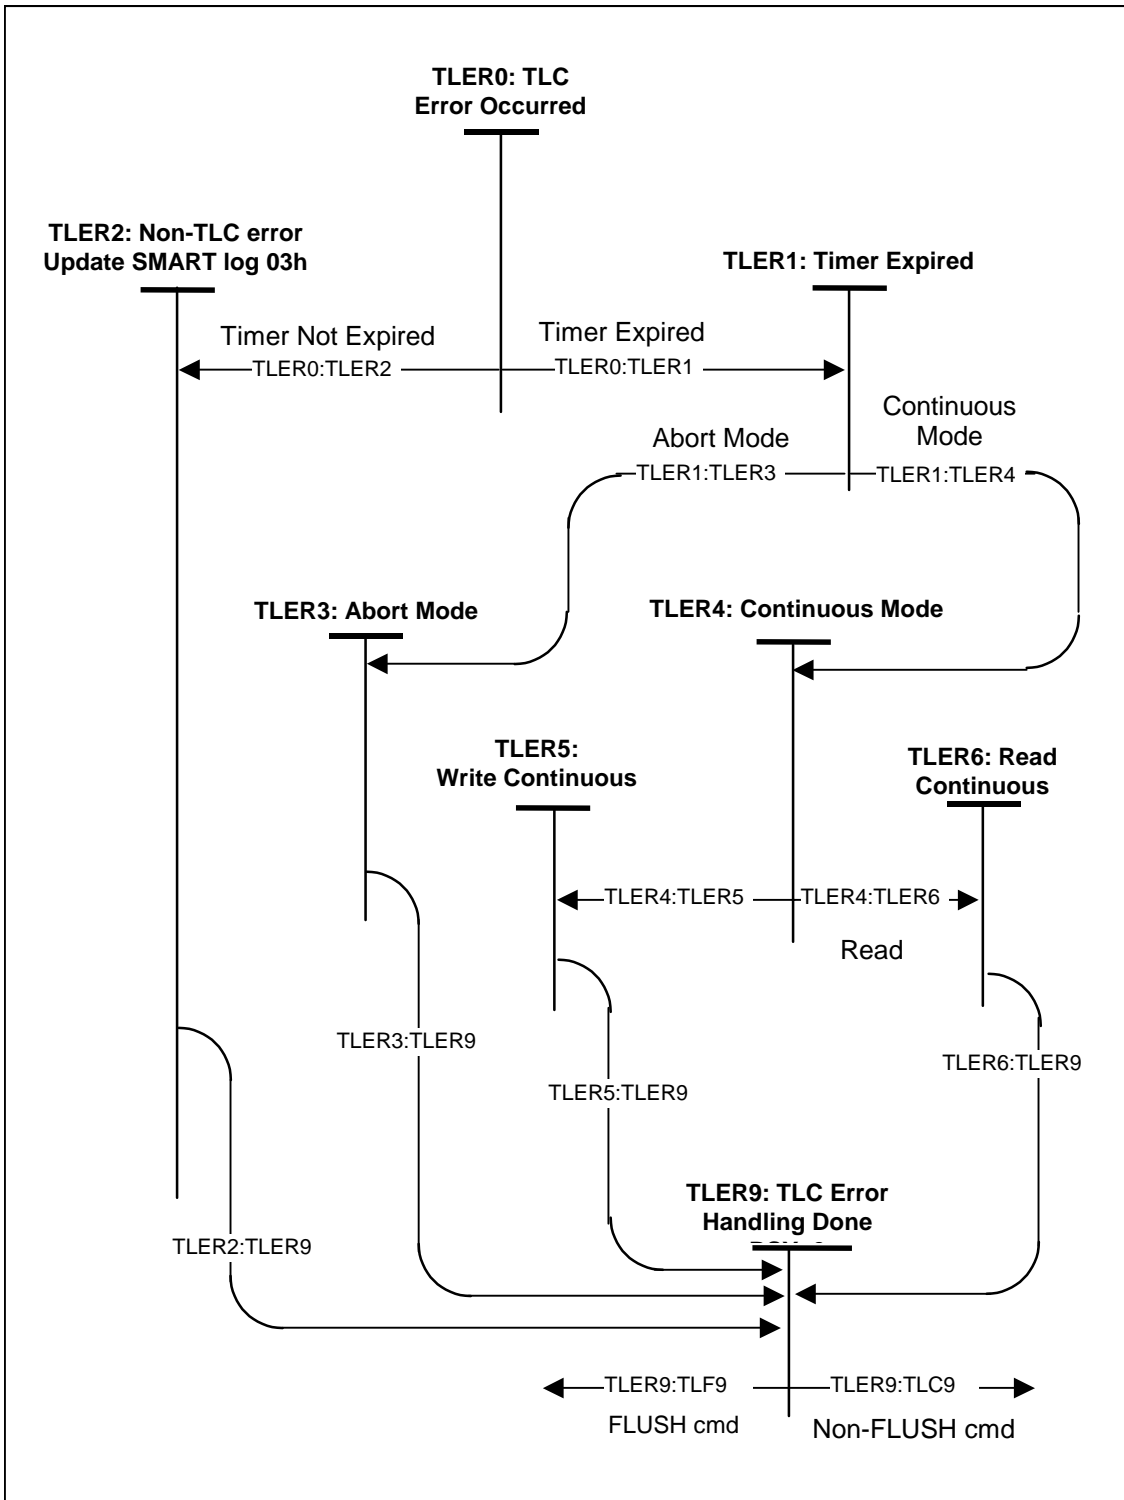 TLER0: TLC
Error Occurred
TLER2: Non-TLC error
Update SMART log 03h
TLER1: Timer Expired
Timer Not Expired
Timer Expired
TLER0:TLER2
TLER0:TLER1
Continuous
Mode
Abort Mode
TLER1:TLER3
TLER1:TLER4
TLER3: Abort Mode
TLER4: Continuous Mode
TLER5:
Write Continuous
TLER6: Read
Continuous
TLER4:TLER5
TLER4:TLER6
Read
TLER3:TLER9
TLER5:TLER9
TLER6:TLER9
TLER9: TLC Error
Handling Done
TLER2:TLER9
TLER9:TLF9
TLER9:TLC9
FLUSH cmd
Non-FLUSH cmd